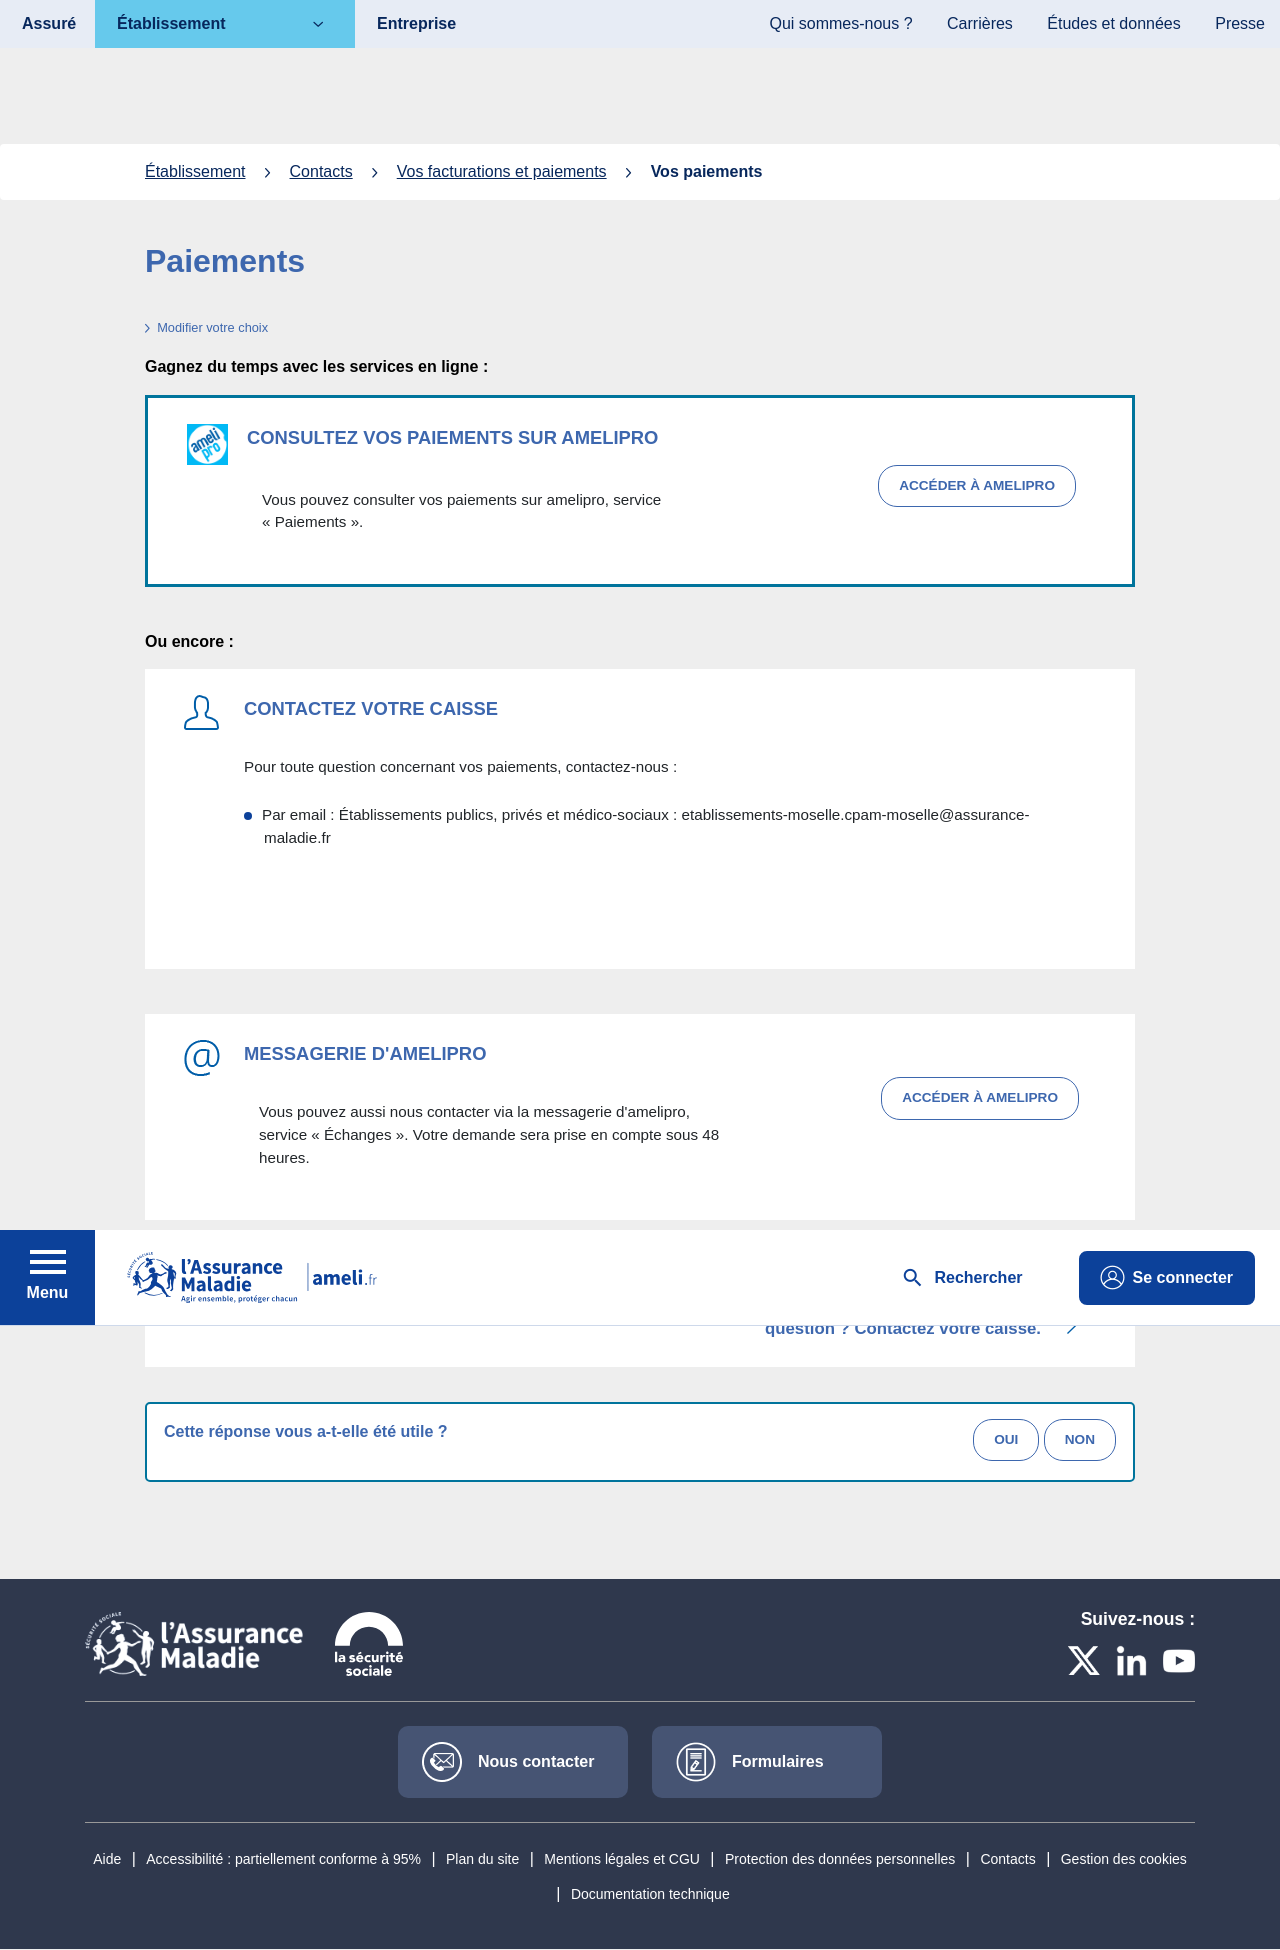 Assuré
Établissement
Entreprise
Qui sommes-nous ?
Carrières
Études et données
Presse
Établissement
Contacts
Vos facturations et paiements
Vos paiements
Paiements
Modifier votre choix
Gagnez du temps avec les services en ligne :
ameli
pro
CONSULTEZ VOS PAIEMENTS SUR AMELIPRO
Vous pouvez consulter vos paiements sur amelipro, service
« Paiements ».
ACCÉDER À AMELIPRO
Ou encore :
CONTACTEZ VOTRE CAISSE
Pour toute question concernant vos paiements, contactez-nous :
Par email : Établissements publics, privés et médico-sociaux : etablissements-moselle.cpam-moselle@assurance-
maladie.fr
@
MESSAGERIE D'AMELIPRO
Vous pouvez aussi nous contacter via la messagerie d'amelipro,
service « Échanges ». Votre demande sera prise en compte sous 48
heures.
ACCÉDER À AMELIPRO
Menu
SÉCURITÉ SOCIALE
l'Assurance
Maladie
Agir ensemble, protéger chacun
ameli.fr
Rechercher
Se connecter
question ? Contactez votre caisse.
Cette réponse vous a-t-elle été utile ?
OUI
NON
SÉCURITÉ SOCIALE
l'Assurance
Maladie
la sécurité
sociale
Suivez-nous :
Nous contacter
Formulaires
Aide | Accessibilité : partiellement conforme à 95% | Plan du site | Mentions légales et CGU | Protection des données personnelles | Contacts | Gestion des cookies
| Documentation technique